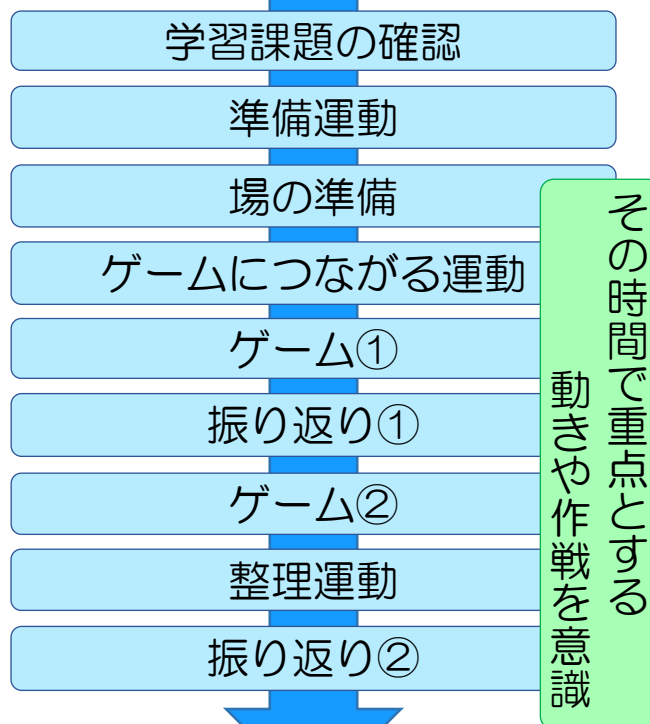 学習課題の確認
準備運動
場の準備
ゲームにつながる運動
ゲーム①
振り返り①
ゲーム②
整理運動
振り返り②
その時間で重点とする
動きや作戦を意識